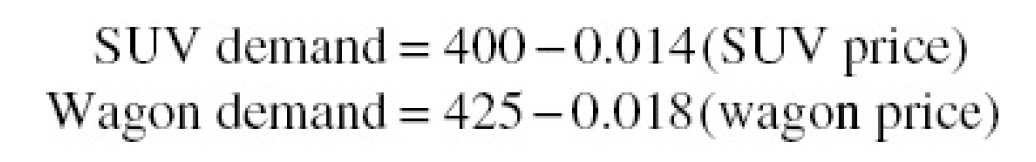 SUV demand = 400 – 0.014(SUV price)
Wagon demand = 425 – 0.018(wagon price)